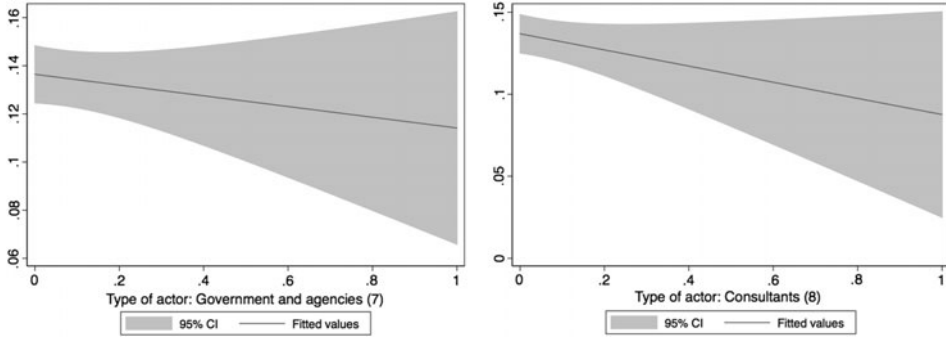 .16
.14
.12
.1
.08
.06
0 .2 .4 .6 .8 1
Type of actor: Government and agencies (7)
95% CI Fitted values
.15
.1
.05
0
0 .2 .4 .6 .8 1
Type of actor: Consultants (8)
95% CI Fitted values